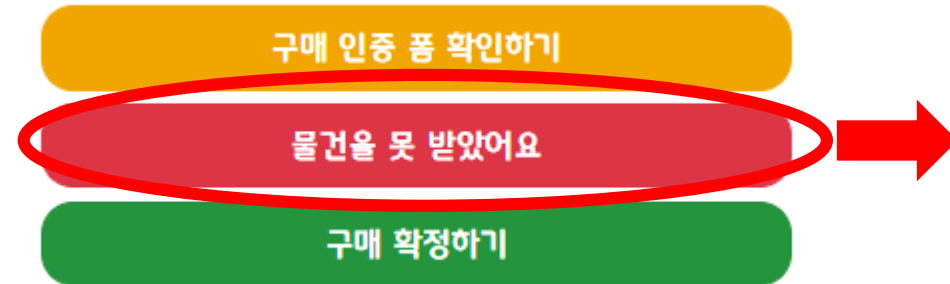 구매 인증 폼 확인하기
물건을 못 받았어요
구매 확정하기